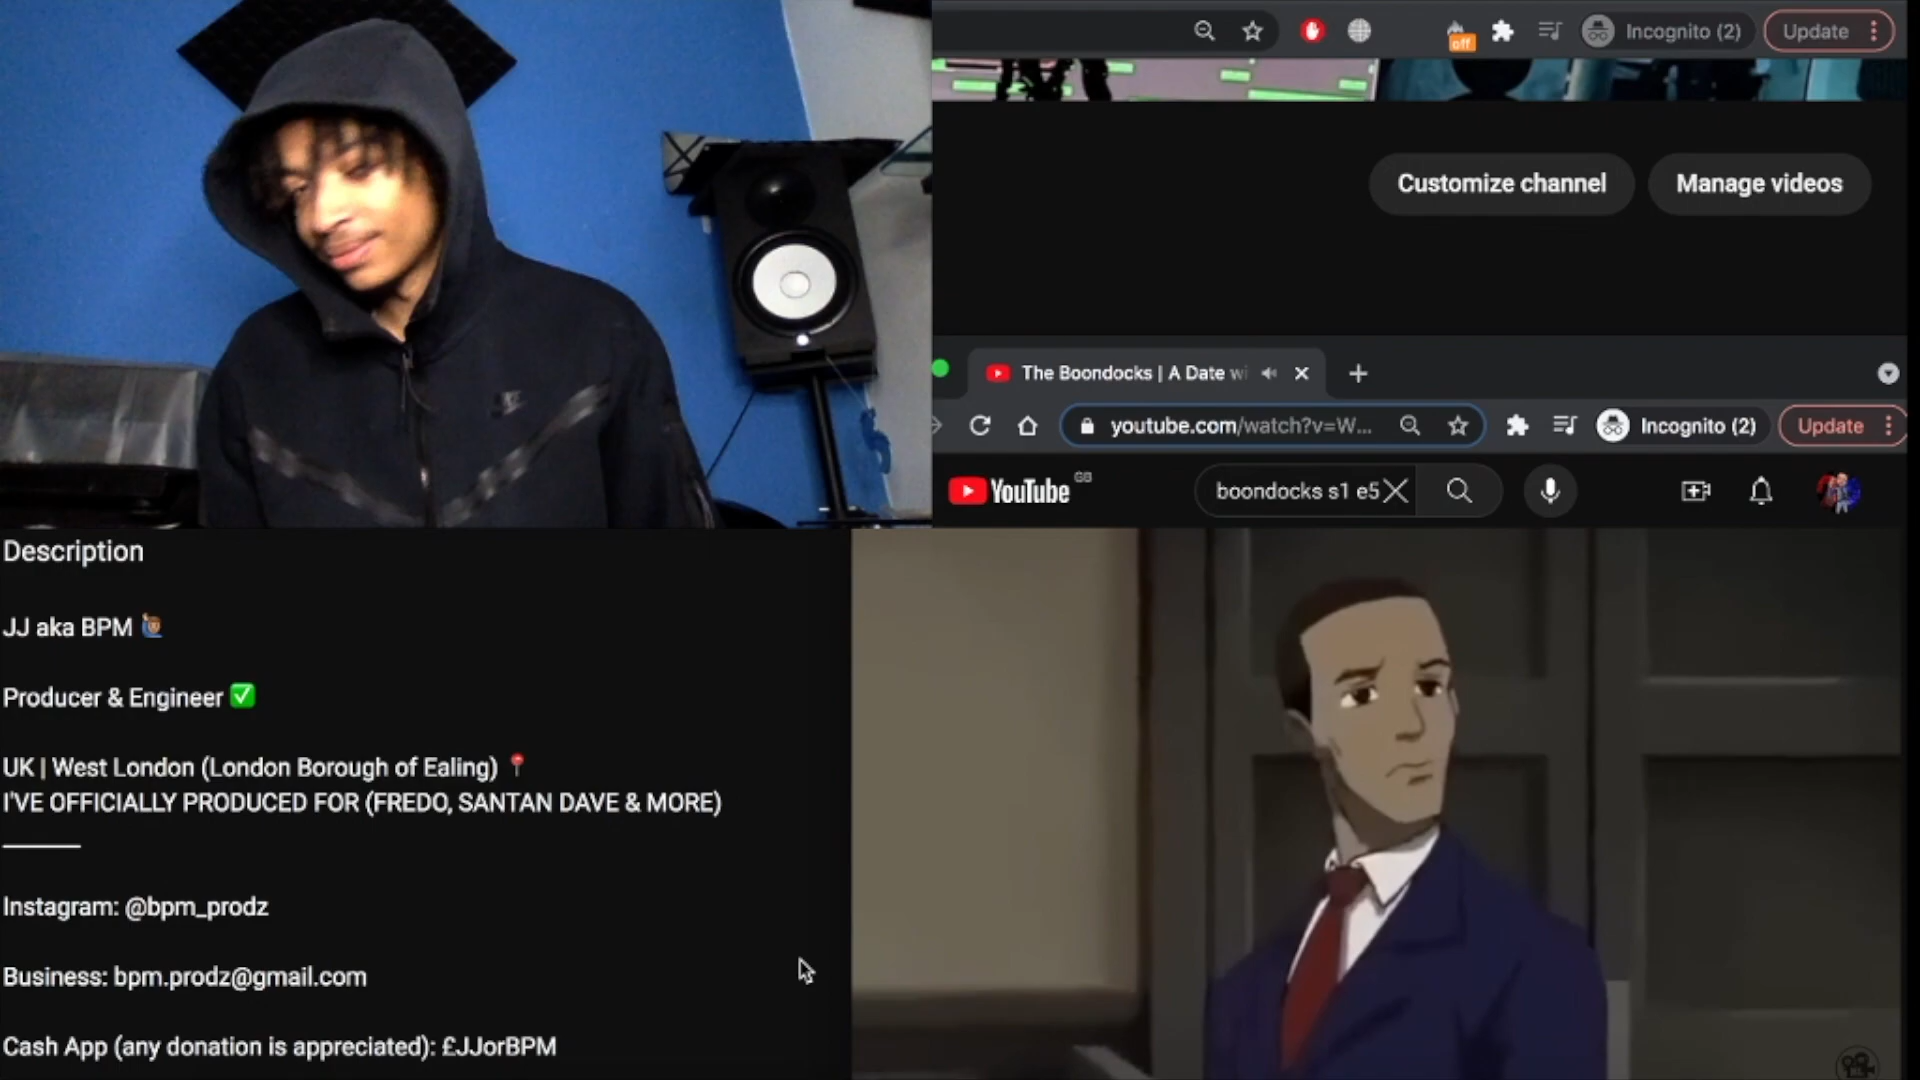 off
Incognito (2)
Update
Customize channel
Manage videos
The Boondocks | A Date wi
youtube.com/watch?v=W...
Incognito (2)
Update
YouTube GB
boondocks s1 e5
Description
JJ aka BPM
Producer & Engineer
UK | West London (London Borough of Ealing)
I'VE OFFICIALLY PRODUCED FOR (FREDO, SANTAN DAVE & MORE)
Instagram: @bpm_prodz
Business: bpm.prodz@gmail.com
Cash App (any donation is appreciated): £JJorBPM